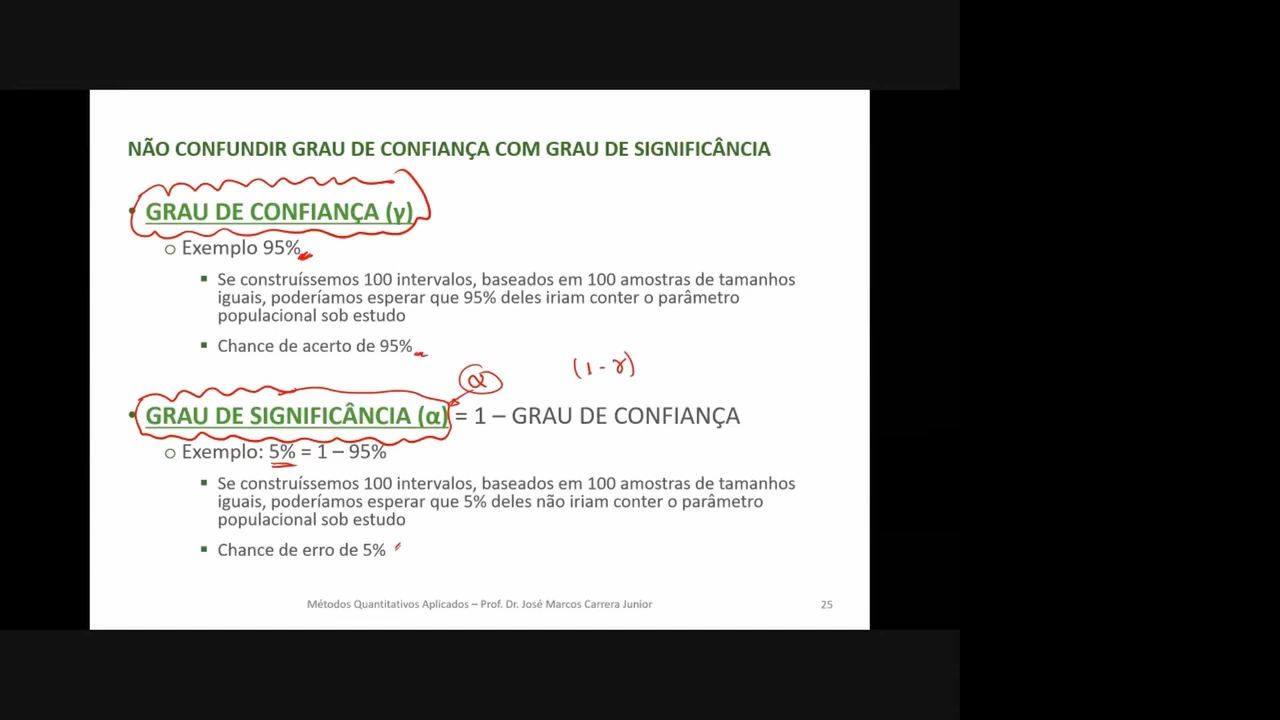 NÃO CONFUNDIR GRAU DE CONFIANÇA COM GRAU DE SIGNIFICÂNCIA
• GRAU DE CONFIANÇA (γ)
o Exemplo 95%
▪ Se construíssemos 100 intervalos, baseados em 100 amostras de tamanhos
iguais, poderíamos esperar que 95% deles iriam conter o parâmetro
populacional sob estudo
▪ Chance de acerto de 95%
(1 - γ)
α
• GRAU DE SIGNIFICÂNCIA (α) = 1 – GRAU DE CONFIANÇA
o Exemplo: 5% = 1 – 95%
▪ Se construíssemos 100 intervalos, baseados em 100 amostras de tamanhos
iguais, poderíamos esperar que 5% deles não iriam conter o parâmetro
populacional sob estudo
▪ Chance de erro de 5%
Métodos Quantitativos Aplicados – Prof. Dr. José Marcos Carrera Junior
25